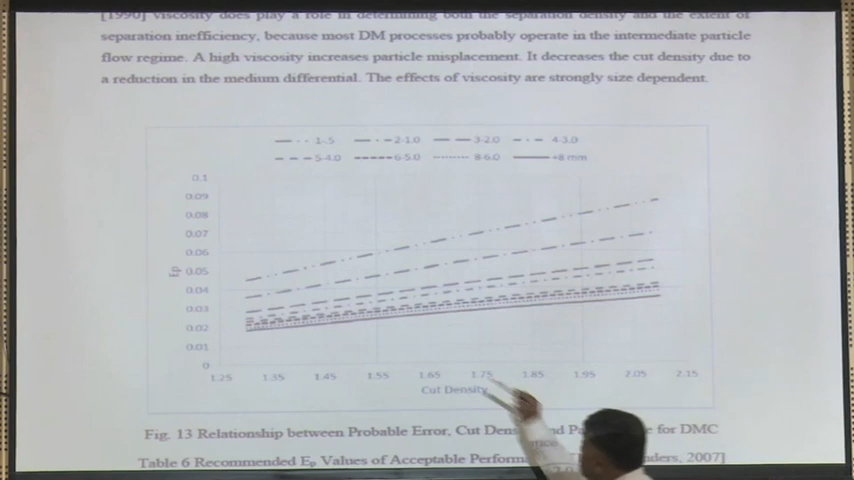 [1990] viscosity does play a role in determining both the separation density and the extent of
separation inefficiency, because most DM processes probably operate in the intermediate particle
flow regime. A high viscosity increases particle misplacement. It decreases the cut density due to
a reduction in the medium differential. The effects of viscosity are strongly size dependent.
1-.5 2-1.0 3-2.0 4-3.0
5-4.0 6-5.0 8-6.0 +8 mm
0.1
0.09
0.08
0.07
0.06
0.05
0.04
0.03
0.02
0.01
0
Ep
1.25 1.35 1.45 1.55 1.65 1.75 1.85 1.95 2.05 2.15
Cut Density
Fig. 13 Relationship between Probable Error, Cut Dens nd Pa e for DMC
Table 6 Recommended Ep Values of Acceptable Perform nders, 2007]